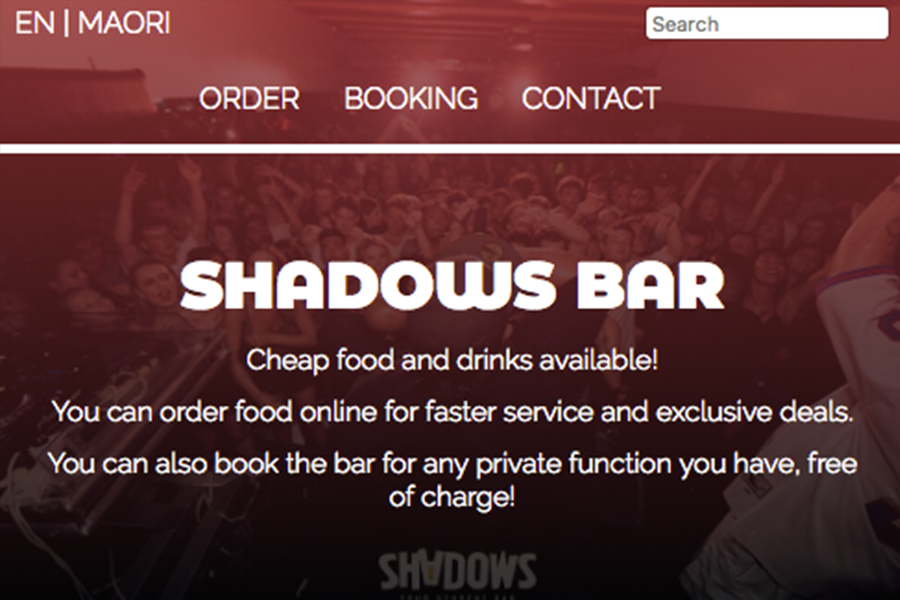 EN | MAORI
Search
ORDER BOOKING CONTACT
SHADOWS BAR
Cheap food and drinks available!
You can order food online for faster service and exclusive deals.
You can also book the bar for any private function you have, free
of charge!
SHADOWS